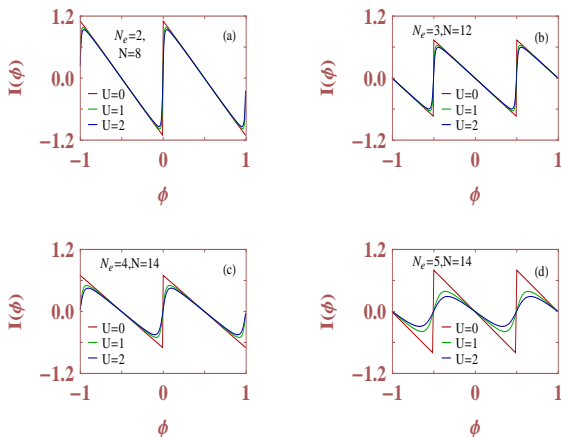 1.2
N_e=2,
N=8
(a)
I(ϕ)
0.0
U=0
U=1
U=2
-1.2
−1
0
1
ϕ
1.2
N_e=3,N=12
(b)
I(ϕ)
0.0
U=0
U=1
U=2
-1.2
−1
0
1
ϕ
1.2
N_e=4,N=14
(c)
I(ϕ)
0.0
U=0
U=1
U=2
-1.2
−1
0
1
ϕ
1.2
N_e=5,N=14
(d)
I(ϕ)
0.0
U=0
U=1
U=2
-1.2
−1
0
1
ϕ